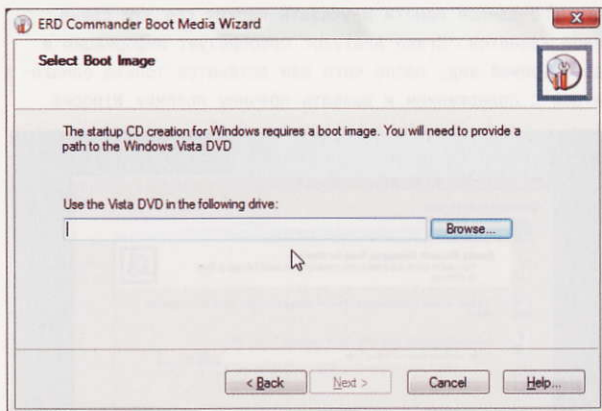 ERD Commander Boot Media Wizard
Select Boot Image
The startup CD creation for Windows requires a boot image. You will need to provide a
path to the Windows Vista DVD
Use the Vista DVD in the following drive:
Browse...
< Back
Next >
Cancel
Help...